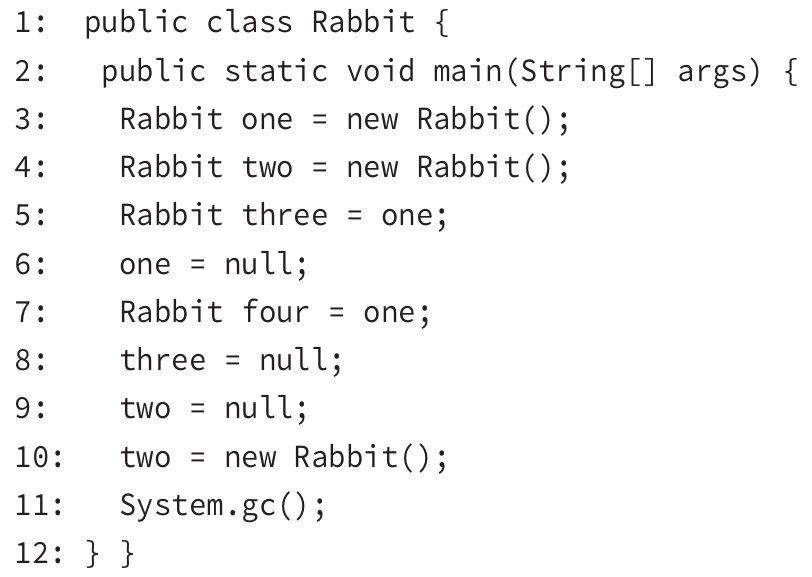 1: public class Rabbit {
2: public static void main(String[] args) {
3: Rabbit one = new Rabbit();
4: Rabbit two = new Rabbit();
5: Rabbit three = one;
6: one = null;
7: Rabbit four = one;
8: three = null;
9: two = null;
10: two = new Rabbit();
11: System.gc();
12: } }